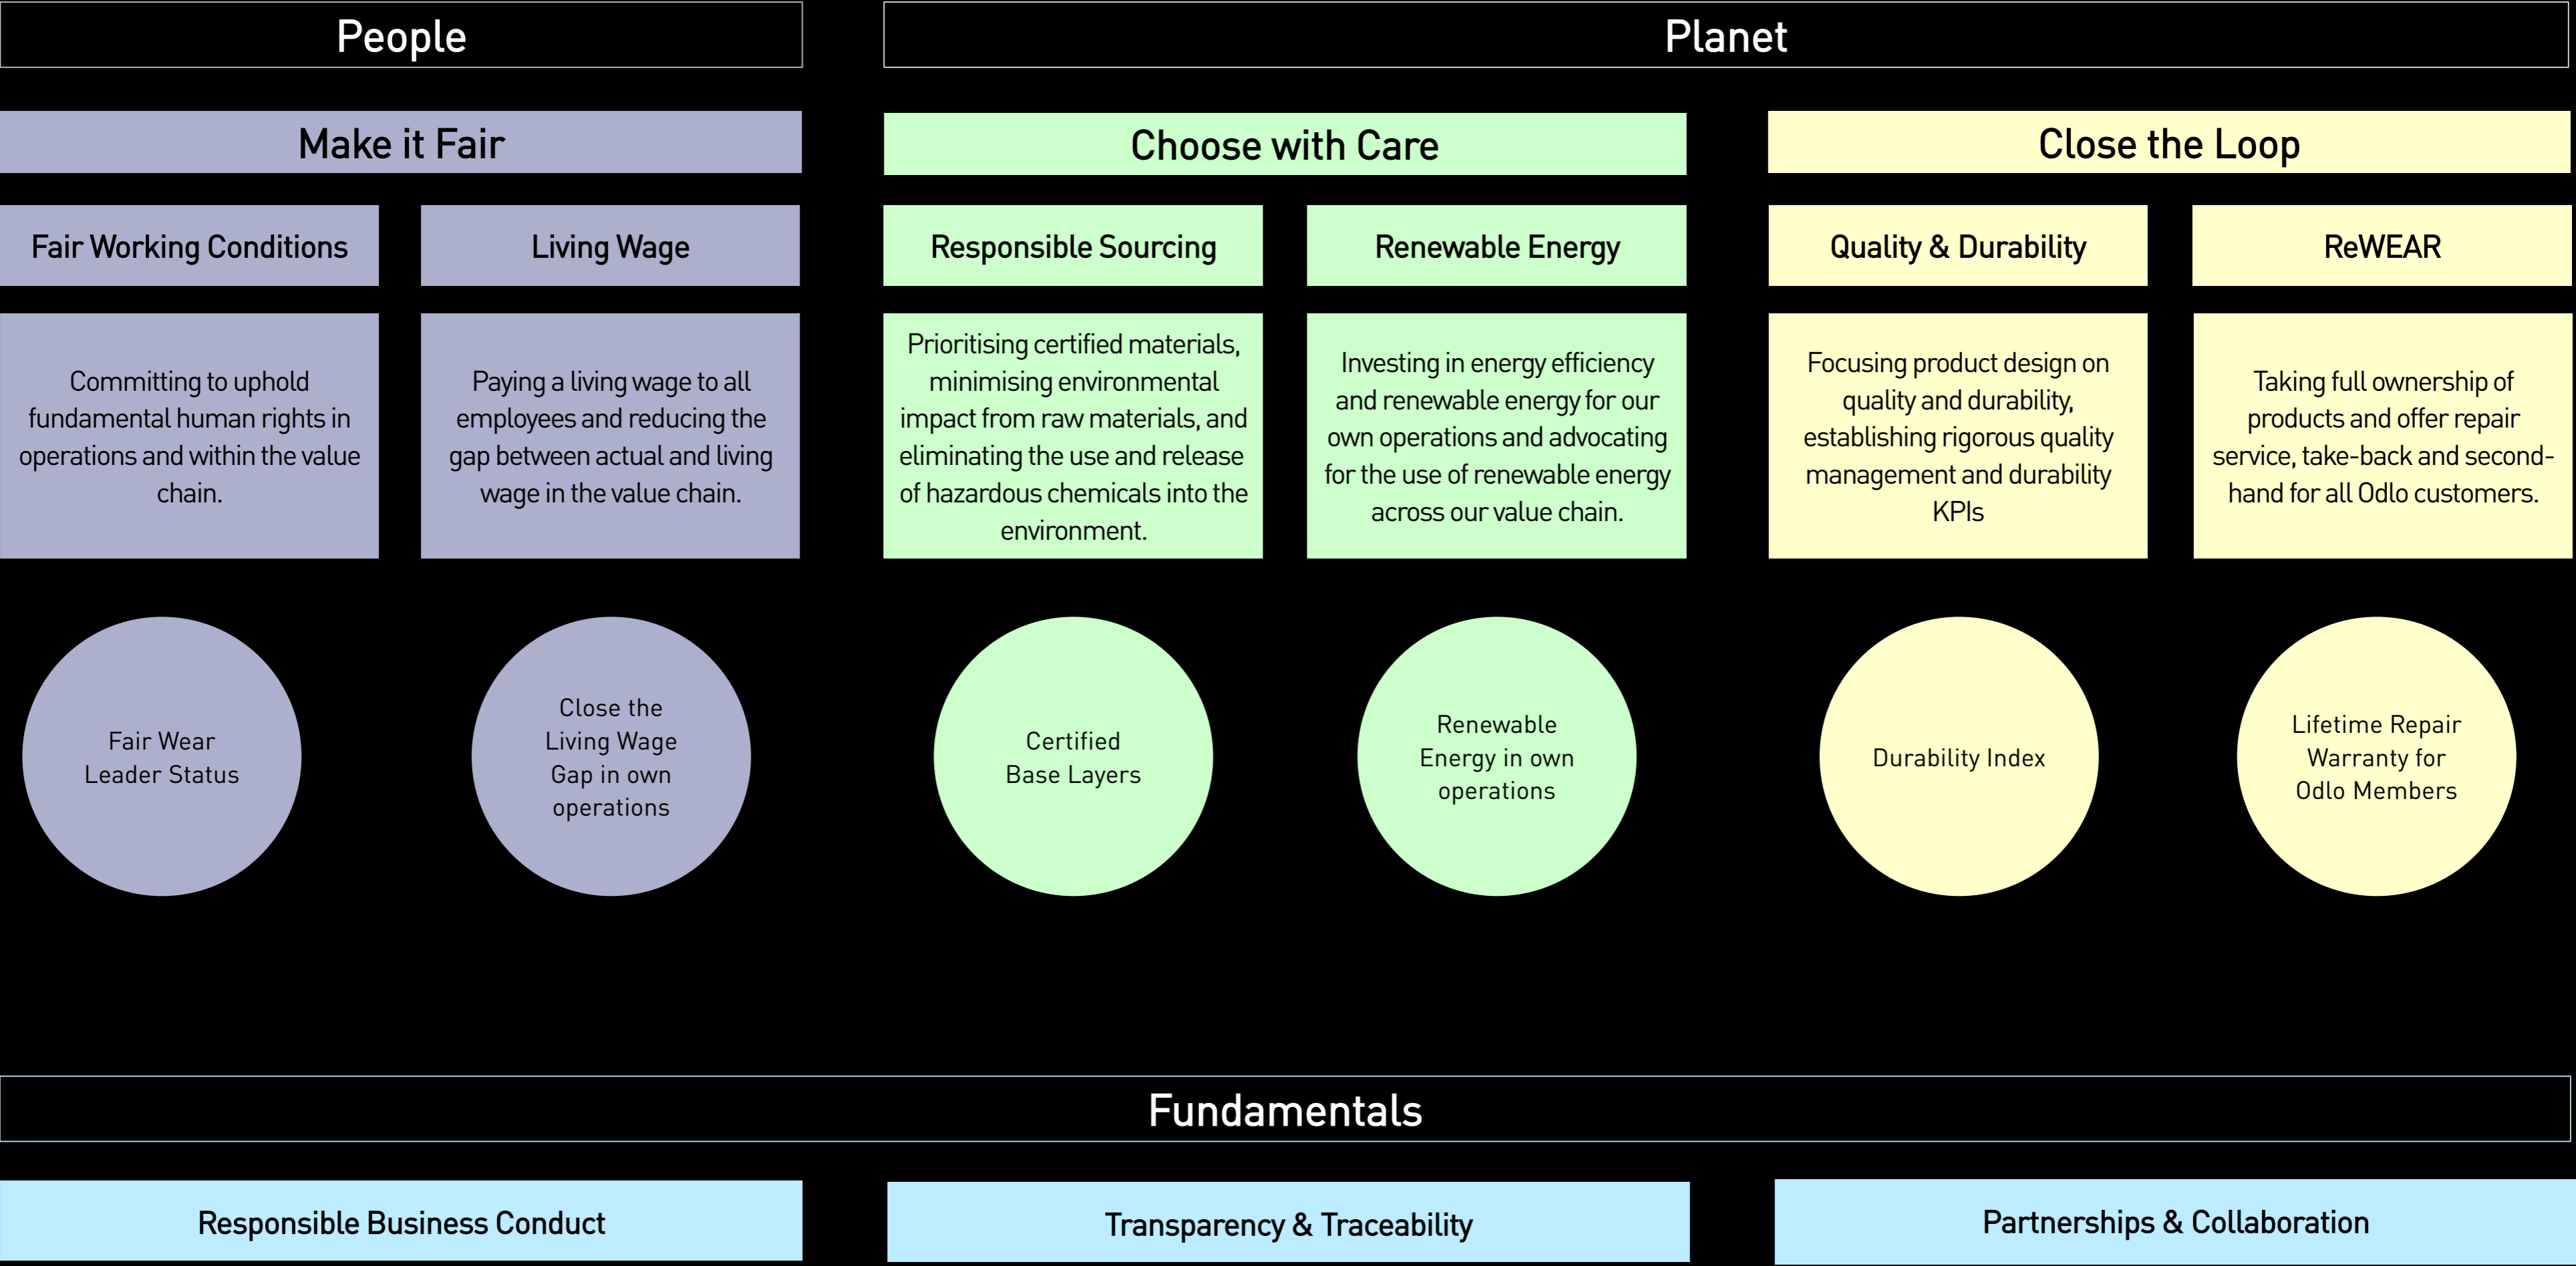 People
Planet
Make it Fair
Choose with Care
Close the Loop
Fair Working Conditions
Living Wage
Responsible Sourcing
Renewable Energy
Quality & Durability
ReWEAR
Committing to uphold
fundamental human rights in
operations and within the value
chain.
Paying a living wage to all
employees and reducing the
gap between actual and living
wage in the value chain.
Prioritising certified materials,
minimising environmental
impact from raw materials, and
eliminating the use and release
of hazardous chemicals into the
environment.
Investing in energy efficiency
and renewable energy for our
own operations and advocating
for the use of renewable energy
across our value chain.
Focusing product design on
quality and durability,
establishing rigorous quality
management and durability
KPIs
Taking full ownership of
products and offer repair
service, take-back and second-
hand for all Odlo customers.
Fair Wear
Leader Status
Close the
Living Wage
Gap in own
operations
Certified
Base Layers
Renewable
Energy in own
operations
Durability Index
Lifetime Repair
Warranty for
Odlo Members
Fundamentals
Responsible Business Conduct
Transparency & Traceability
Partnerships & Collaboration